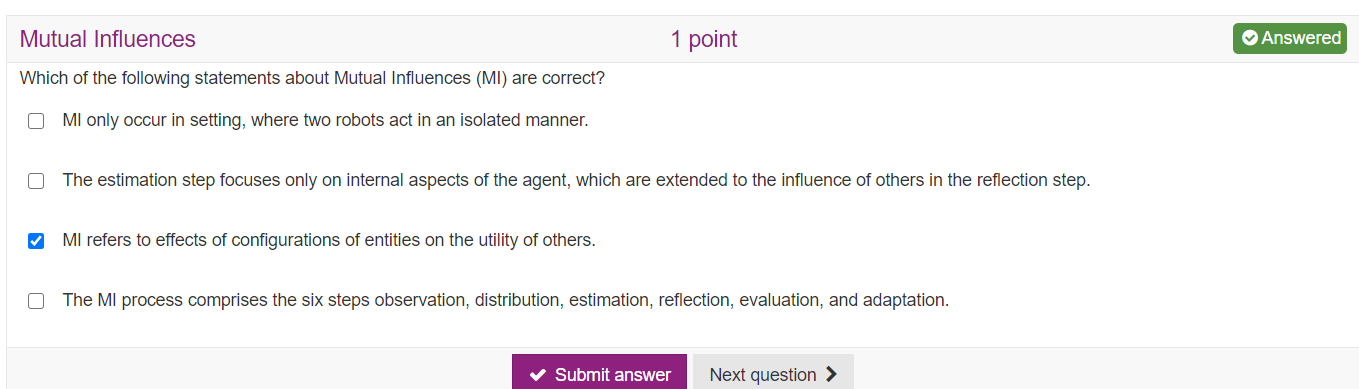 Mutual Influences 1 point Answered
Which of the following statements about Mutual Influences (MI) are correct?
MI only occur in setting, where two robots act in an isolated manner.
The estimation step focuses only on internal aspects of the agent, which are extended to the influence of others in the reflection step.
MI refers to effects of configurations of entities on the utility of others.
The MI process comprises the six steps observation, distribution, estimation, reflection, evaluation, and adaptation.
Submit answer Next question